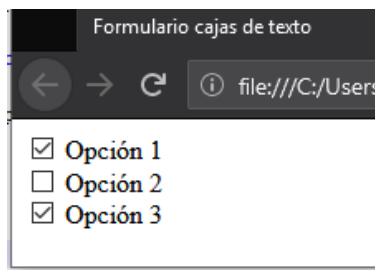 Formulario cajas de texto
file:///C:/Users
Opción 1
Opción 2
Opción 3